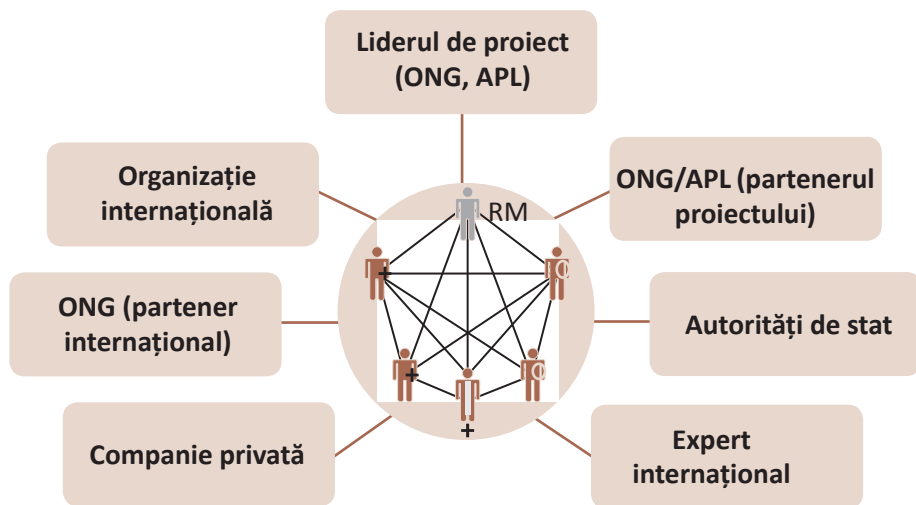 Liderul de proiect
(ONG, APL)
Organizație
internațională
ONG/APL (partenerul
proiectului)
RM
+
ONG (partener
internațional)
Autorități de stat
+
+
Companie privată
Expert
internațional